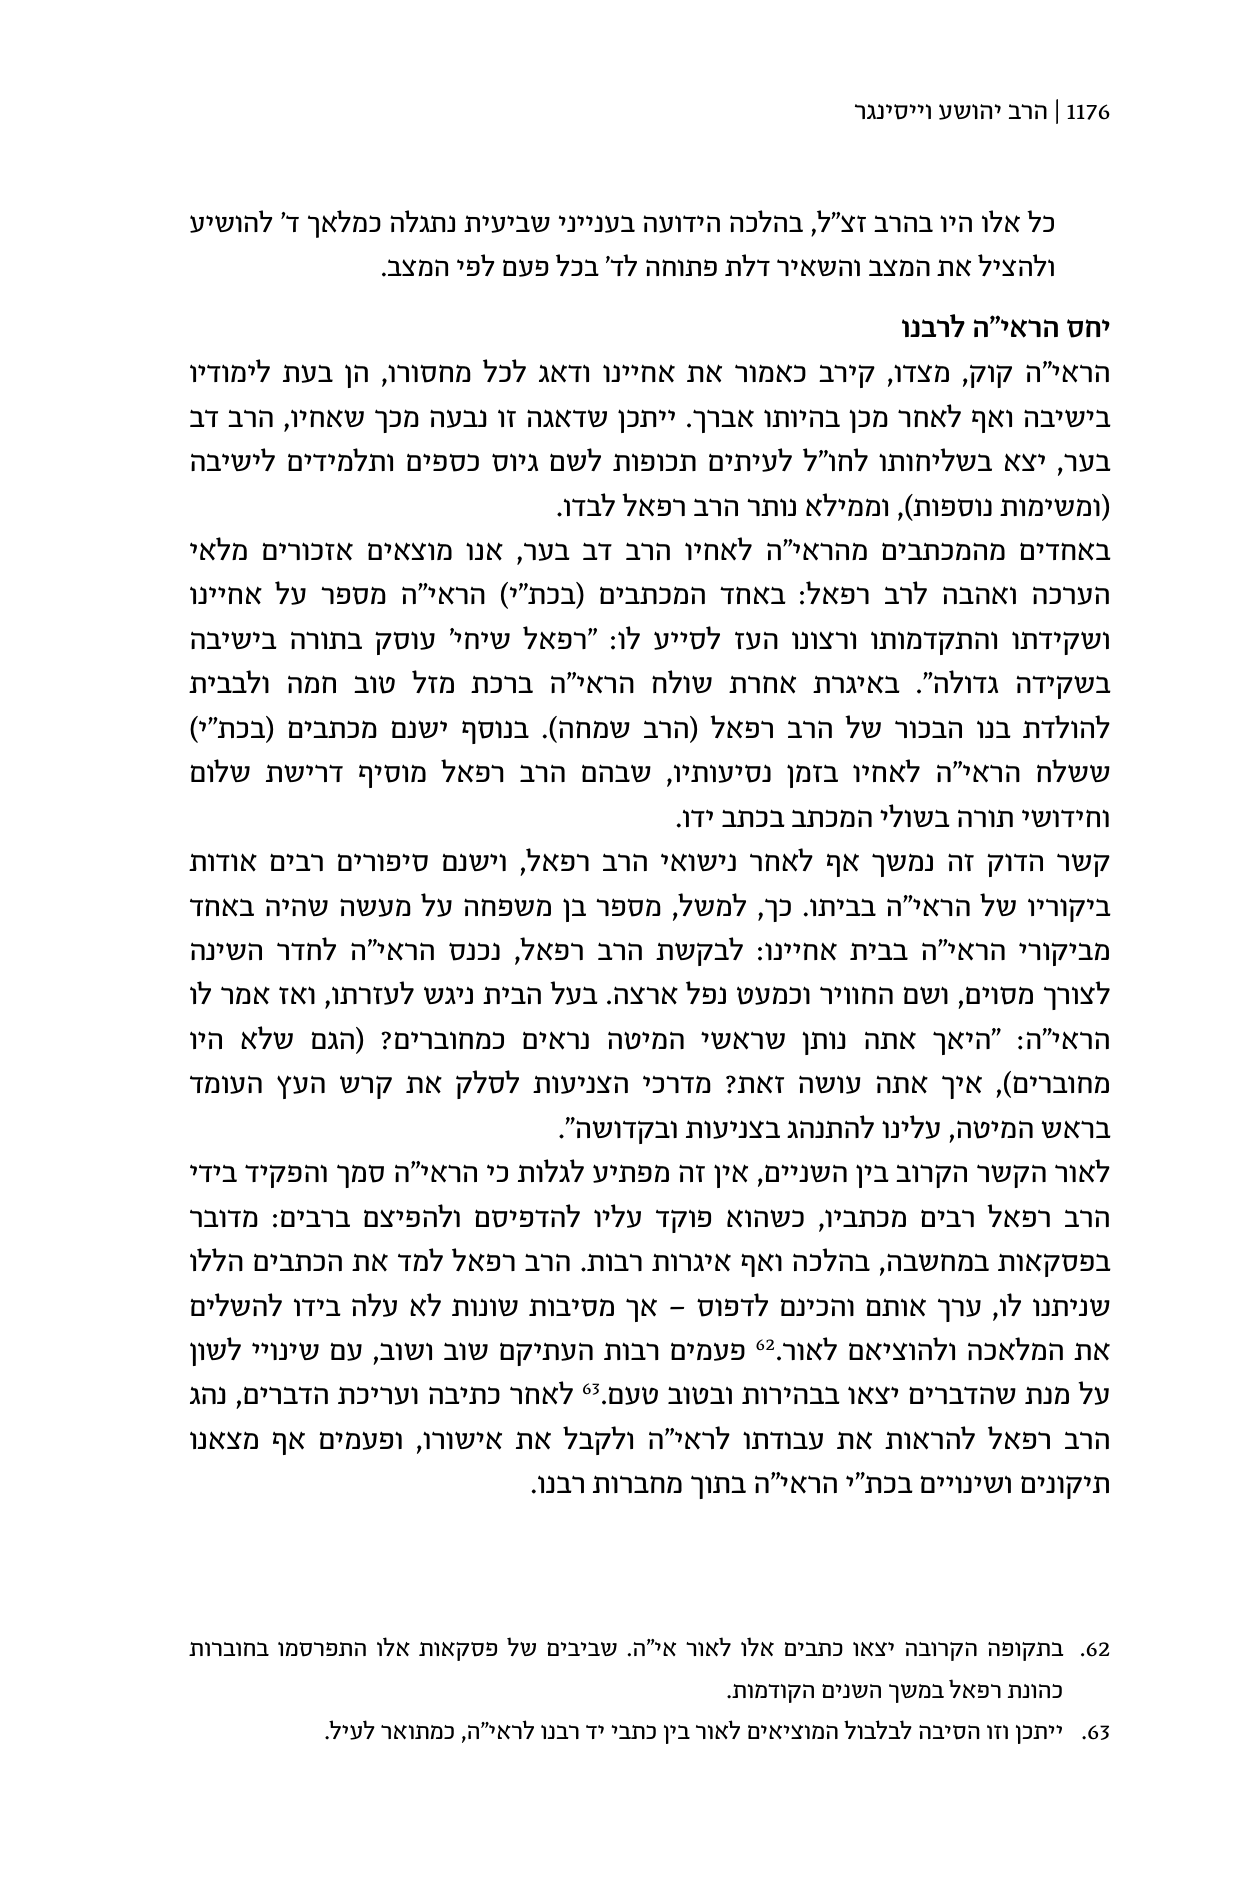 1176 | הרב יהושע וייסינגר
כל אלו היו בהרב זצ״ל, בהלכה הידועה בענייני שביעית נתגלה כמלאך ד׳ להושיע
ולהציל את המצב והשאיר דלת פתוחה לד׳ בכל פעם לפי המצב.
יחס הראי״ה לרבנו
הראי״ה קוק, מצדו, קירב כאמור את אחיינו ודאג לכל מחסורו, הן בעת לימודיו
בישיבה ואף לאחר מכן בהיותו אברך. ייתכן שדאגה זו נבעה מכך שאחיו, הרב דב
בער, יצא בשליחותו לחו״ל לעיתים תכופות לשם גיוס כספים ותלמידים לישיבה
(ומשימות נוספות), וממילא נותר הרב רפאל לבדו.
באחדים מהמכתבים מהראי״ה לאחיו הרב דב בער, אנו מוצאים אזכורים מלאי
הערכה ואהבה לרב רפאל: באחד המכתבים (בכת״י) הראי״ה מספר על אחיינו
ושקידתו והתקדמותו ורצונו העז לסייע לו: ״רפאל שיחי׳ עוסק בתורה בישיבה
בשקידה גדולה״. באיגרת אחרת שולח הראי״ה ברכת מזל טוב חמה ולבבית
להולדת בנו הבכור של הרב רפאל (הרב שמחה). בנוסף ישנם מכתבים (בכת״י)
ששלח הראי״ה לאחיו בזמן נסיעותיו, שבהם הרב רפאל מוסיף דרישת שלום
וחידושי תורה בשולי המכתב בכתב ידו.
קשר הדוק זה נמשך אף לאחר נישואי הרב רפאל, וישנם סיפורים רבים אודות
ביקוריו של הראי״ה בביתו. כך, למשל, מספר בן משפחה על מעשה שהיה באחד
מביקורי הראי״ה בבית אחיינו: לבקשת הרב רפאל, נכנס הראי״ה לחדר השינה
לצורך מסוים, ושם החוויר וכמעט נפל ארצה. בעל הבית ניגש לעזרתו, ואז אמר לו
הראי״ה: ״היאך אתה נותן שראשי המיטה נראים כמחוברים? (הגם שלא היו
מחוברים), איך אתה עושה זאת? מדרכי הצניעות לסלק את קרש העץ העומד
בראש המיטה, עלינו להתנהג בצניעות ובקדושה״.
לאור הקשר הקרוב בין השניים, אין זה מפתיע לגלות כי הראי״ה סמך והפקיד בידי
הרב רפאל רבים מכתביו, כשהוא פוקד עליו להדפיסם ולהפיצם ברבים: מדובר
בפסקאות במחשבה, בהלכה ואף איגרות רבות. הרב רפאל למד את הכתבים הללו
שניתנו לו, ערך אותם והכינם לדפוס – אך מסיבות שונות לא עלה בידו להשלים
את המלאכה ולהוציאם לאור.62 פעמים רבות העתיקם שוב ושוב, עם שינויי לשון
על מנת שהדברים יצאו בבהירות ובטוב טעם.63 לאחר כתיבה ועריכת הדברים, נהג
הרב רפאל להראות את עבודתו לראי״ה ולקבל את אישורו, ופעמים אף מצאנו
תיקונים ושינויים בכת״י הראי״ה בתוך מחברות רבנו.
62. בתקופה הקרובה יצאו כתבים אלו לאור אי״ה. שביבים של פסקאות אלו התפרסמו בחוברות
כהונת רפאל במשך השנים הקודמות.
63. ייתכן וזו הסיבה לבלבול המוציאים לאור בין כתבי יד רבנו לראי״ה, כמתואר לעיל.